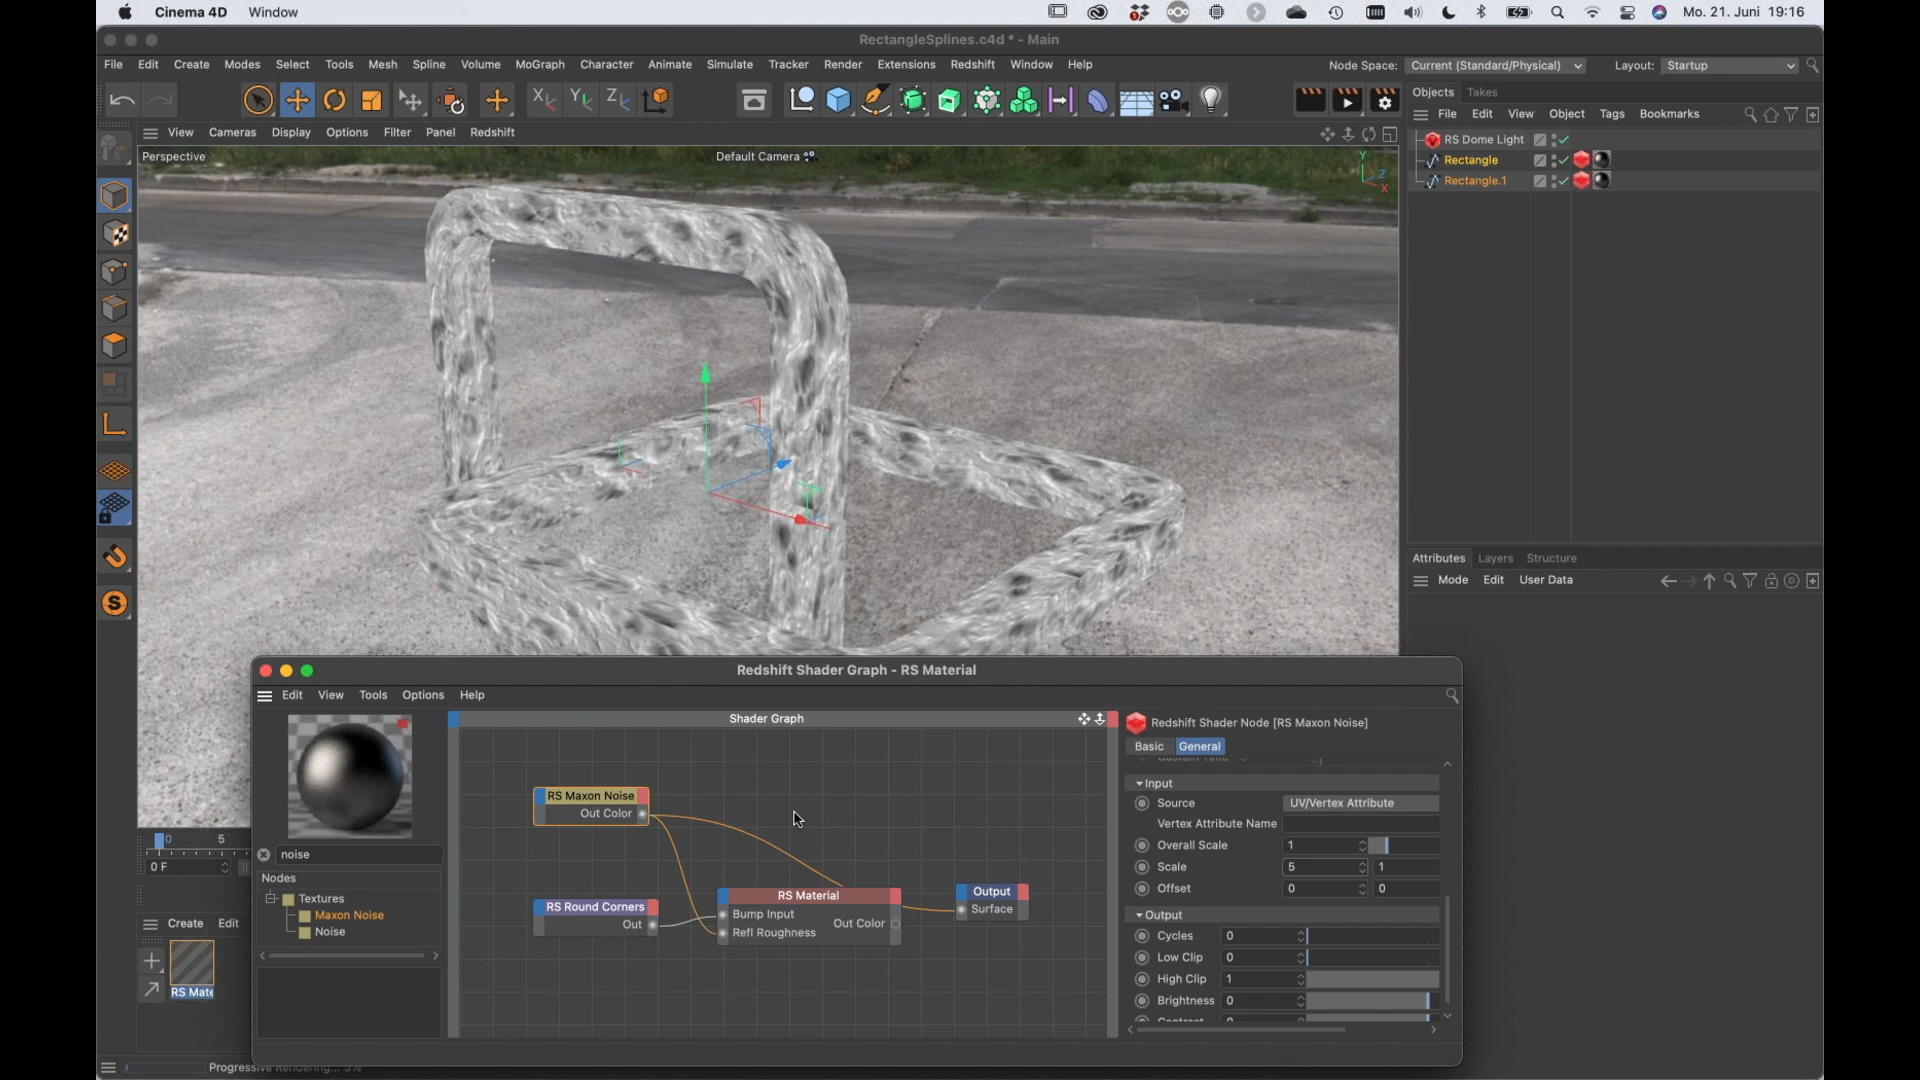 Cinema 4D Window Mo. 21. Juni 19:16
RectangleSplines.c4d * - Main
File Edit Create Modes Select Tools Mesh Spline Volume MoGraph Character Animate Simulate Tracker Render Extensions Redshift Window Help Node Space: Current (Standard/Physical) Layout: Startup
X Y Z
Objects Takes
File Edit View Object Tags Bookmarks
View Cameras Display Options Filter Panel Redshift
Perspective Default Camera
Y
Z
X
RS Dome Light
Rectangle
Rectangle.1
Attributes Layers Structure
Mode Edit User Data
Redshift Shader Graph - RS Material
Edit View Tools Options Help
Shader Graph
Redshift Shader Node [RS Maxon Noise]
Basic General
Input
Source UV/Vertex Attribute
Vertex Attribute Name
Overall Scale 1
Scale 5 1
Offset 0 0
Output
Cycles 0
Low Clip 0
High Clip 1
Brightness 0
RS Maxon Noise
Out Color
RS Round Corners
Out
RS Material
Bump Input
Out Color
Refl Roughness
Output
Surface
0 5
0 F
noise
Nodes
Textures
Maxon Noise
Noise
Create Edit
RS Mate
Progressive Rendering...